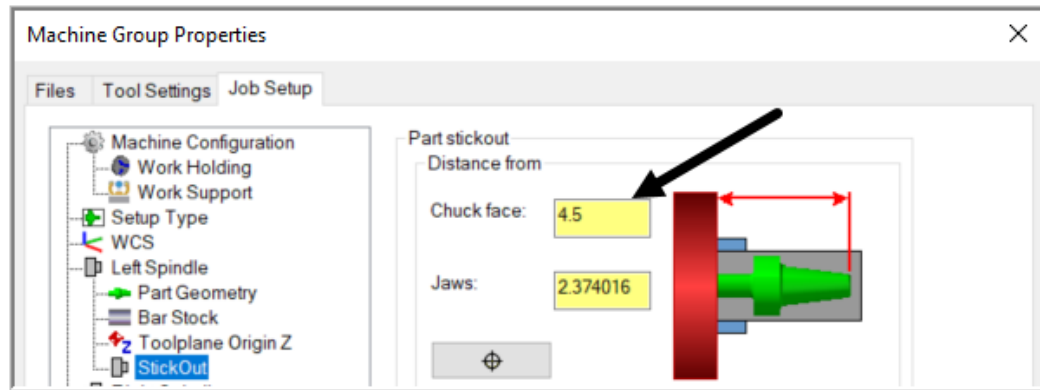 Machine Group Properties
Files Tool Settings Job Setup
Machine Configuration
Work Holding
Work Support
Setup Type
WCS
Left Spindle
Part Geometry
Bar Stock
Toolplane Origin Z
StickOut
Part stickout
Distance from
Chuck face: 4.5
Jaws: 2.374016